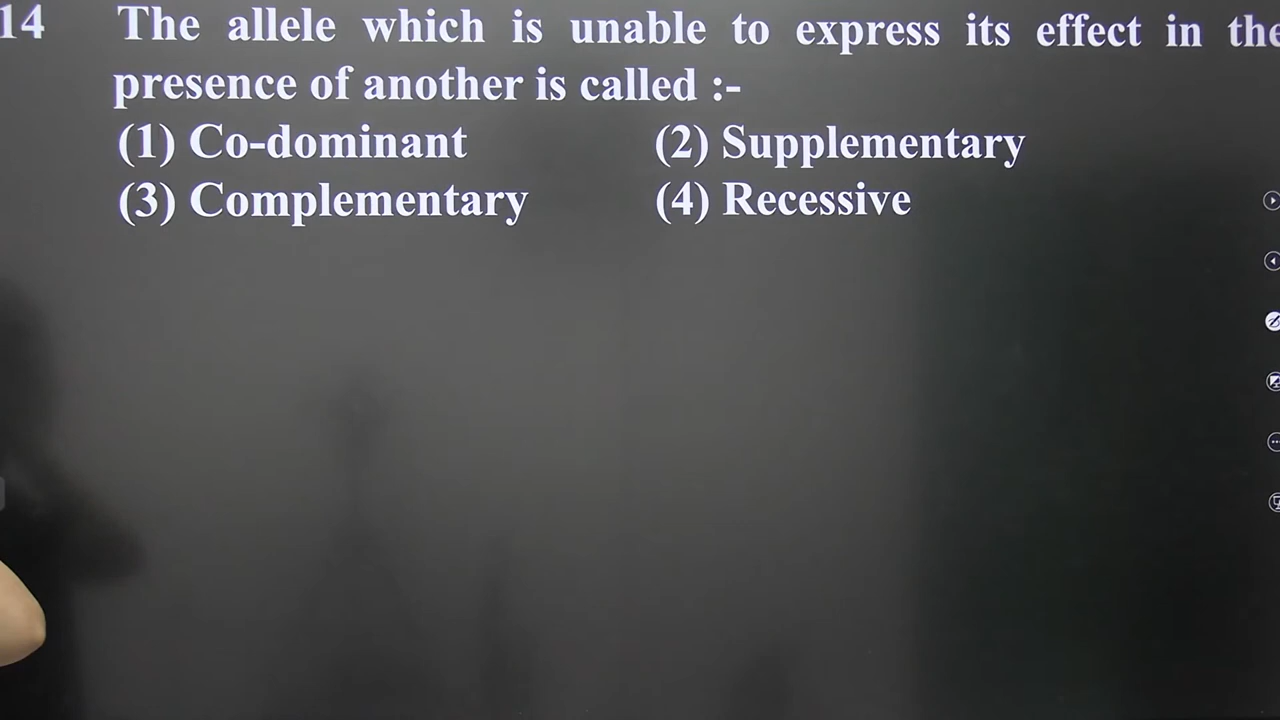 14 The allele which is unable to express its effect in the
presence of another is called :-
(1) Co-dominant (2) Supplementary
(3) Complementary (4) Recessive